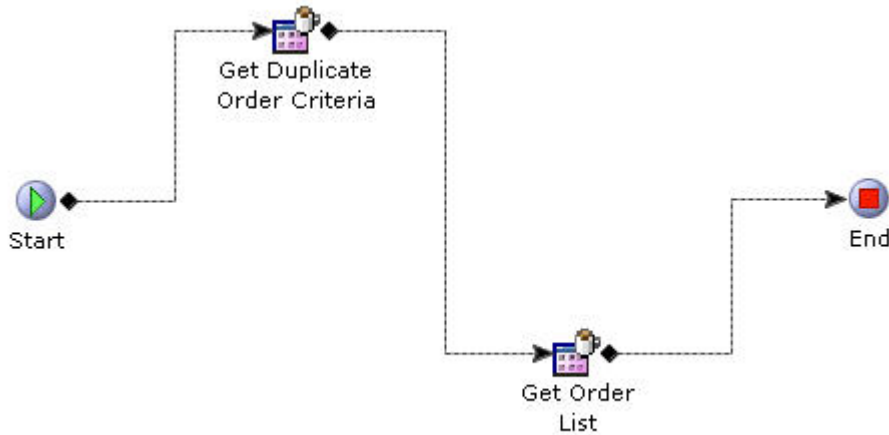 Get Duplicate
Order Criteria
Start
End
Get Order
List